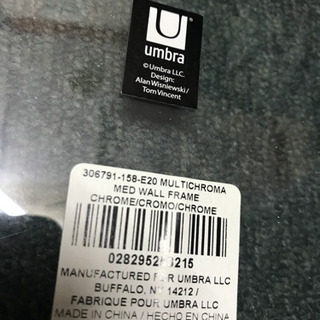 umbra
© Umbra LLC.
Design:
Alan Wisniewski /
Tom Vincent
306791-158-E20 MULTICHROMA
MED WALL FRAME
CHROME/CROMO/CHROME
MANUFACTURED FOR UMBRA LLC
BUFFALO, NY 14212 /
FABRIQUE POUR UMBRA LLC
MADE IN CHINA / HECHO EN CHINA